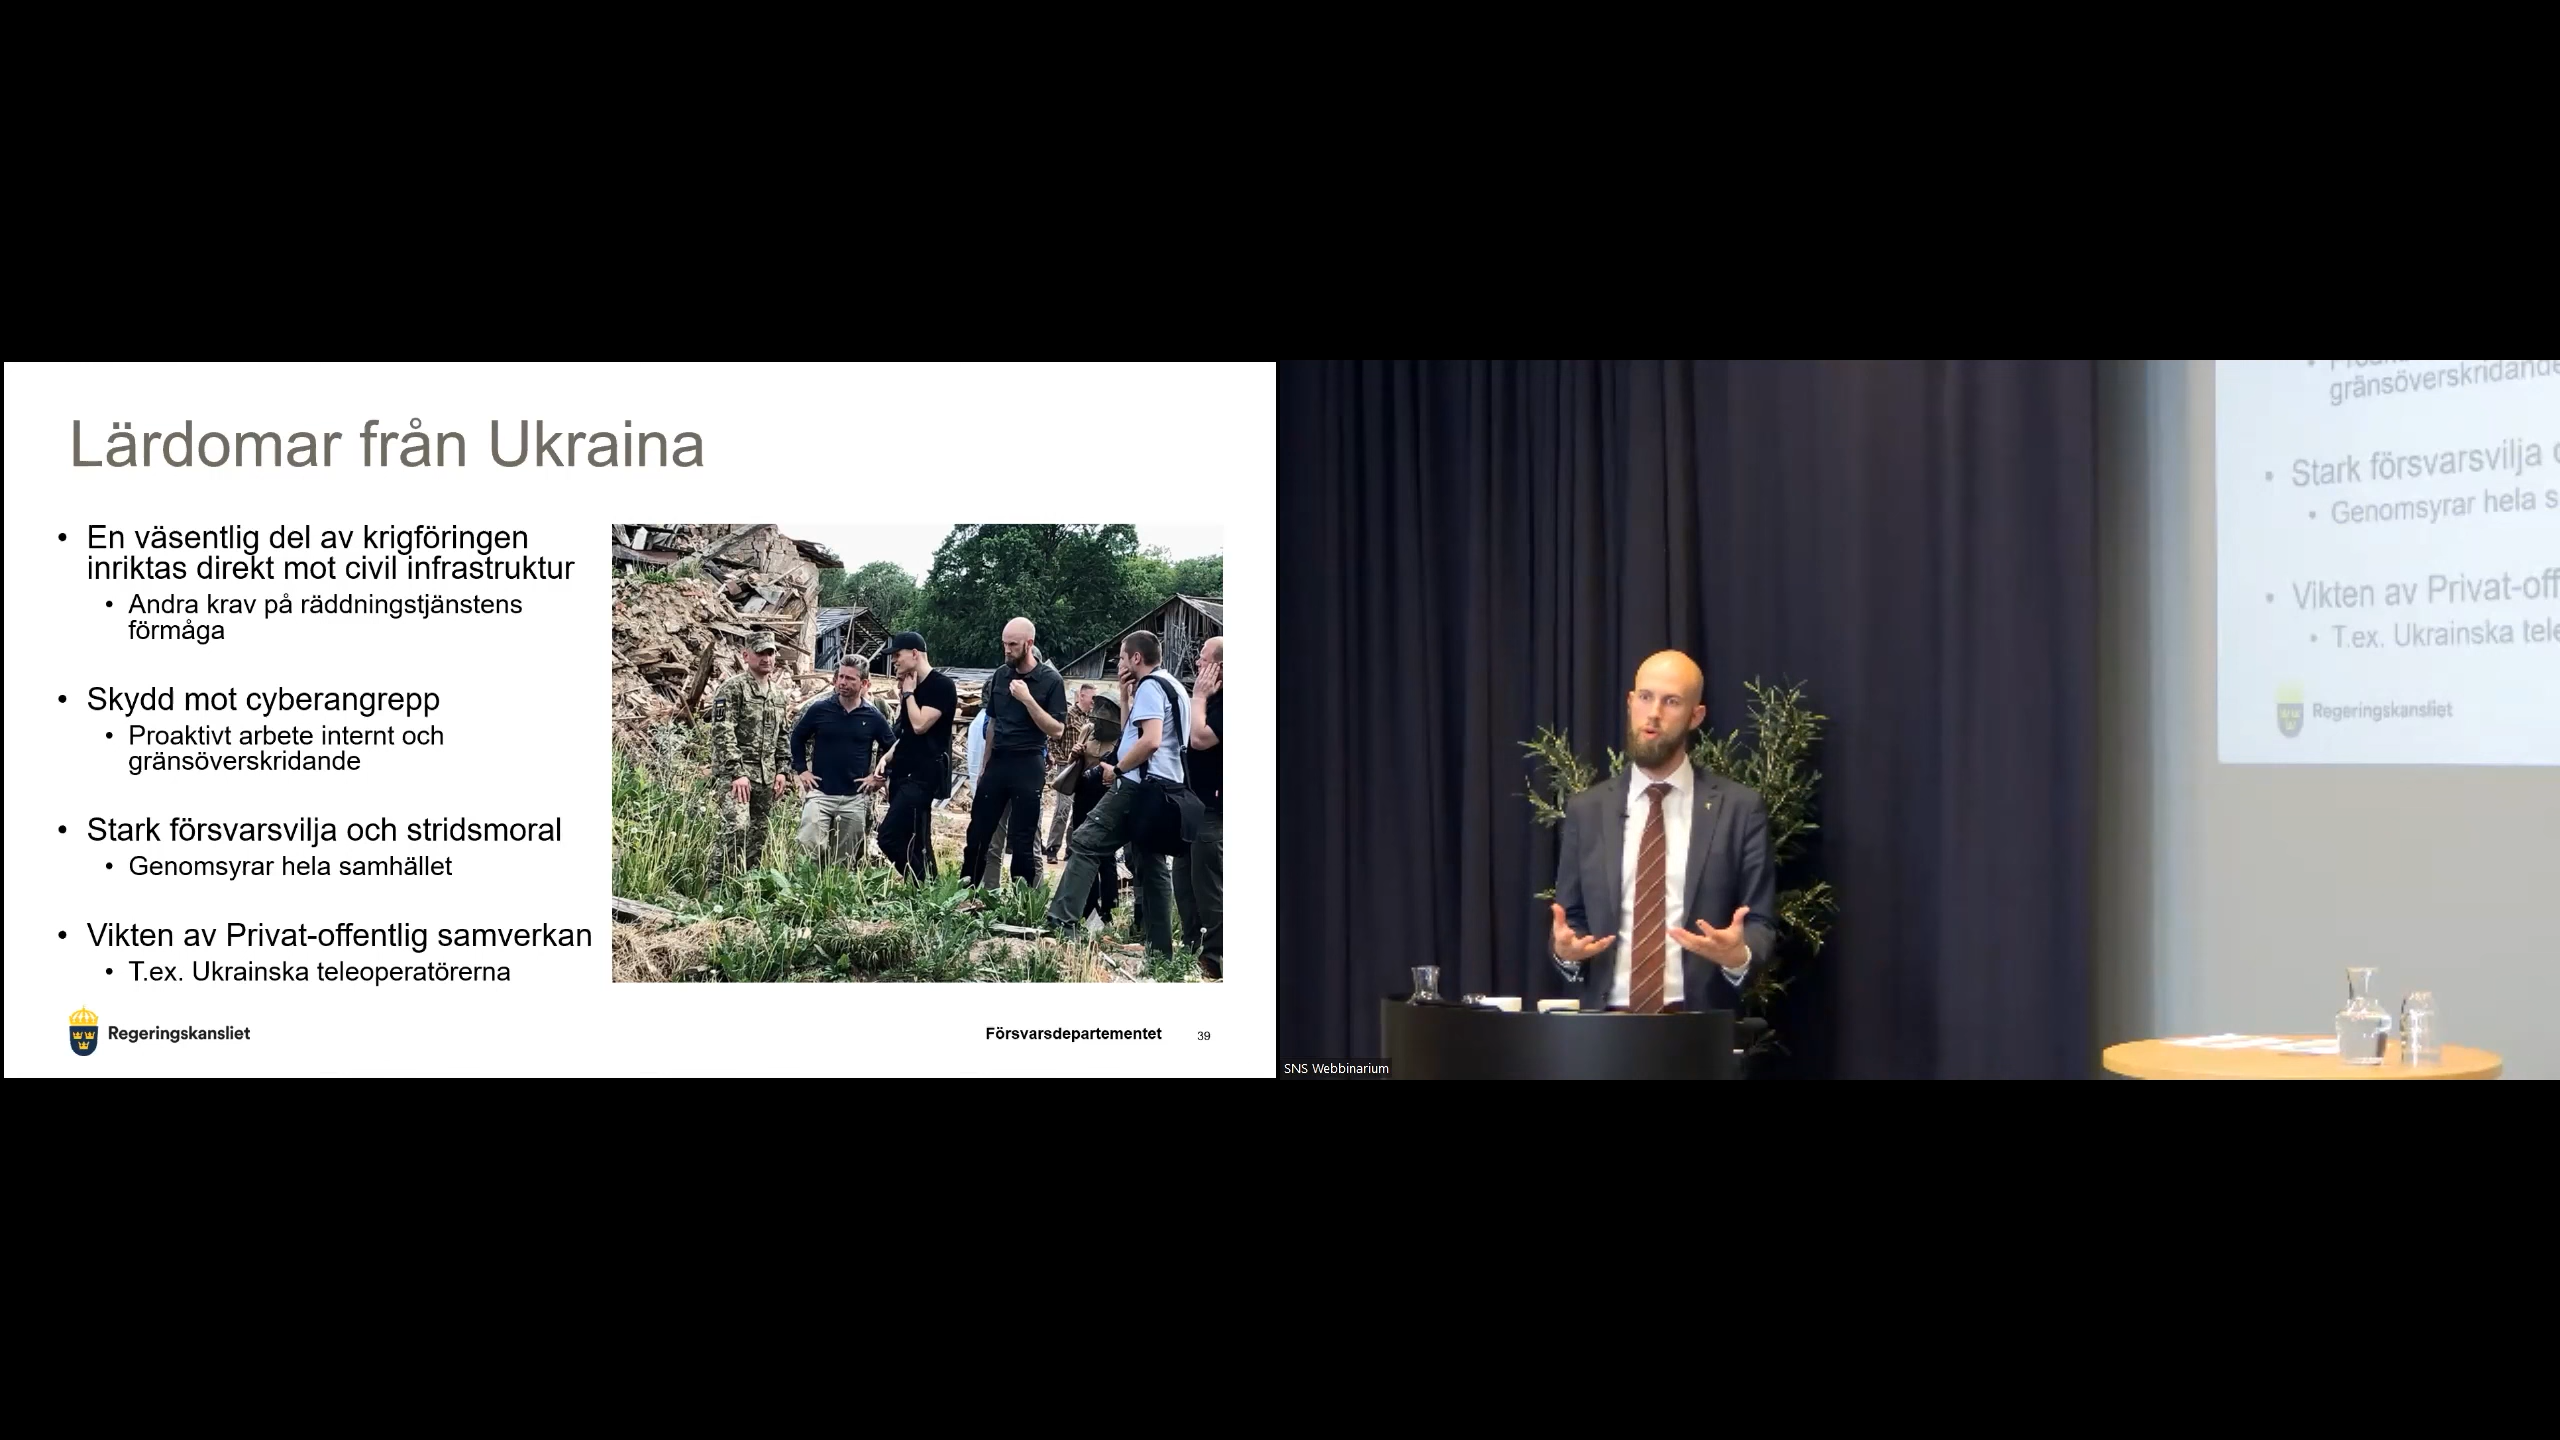 Lärdomar från Ukraina
• En väsentlig del av krigföringen
inriktas direkt mot civil infrastruktur
• Andra krav på räddningstjänstens
förmåga
• Skydd mot cyberangrepp
• Proaktivt arbete internt och
gränsöverskridande
• Stark försvarsvilja och stridsmoral
• Genomsyrar hela samhället
• Vikten av Privat-offentlig samverkan
• T.ex. Ukrainska teleoperatörerna
Regeringskansliet
Försvarsdepartementet
39
gränsöverskridande
• Stark försvarsvilja
• Genomsyrar hela s
• Vikten av Privat-off
• T.ex. Ukrainska tele
Regeringskansliet
SNS Webbinarium